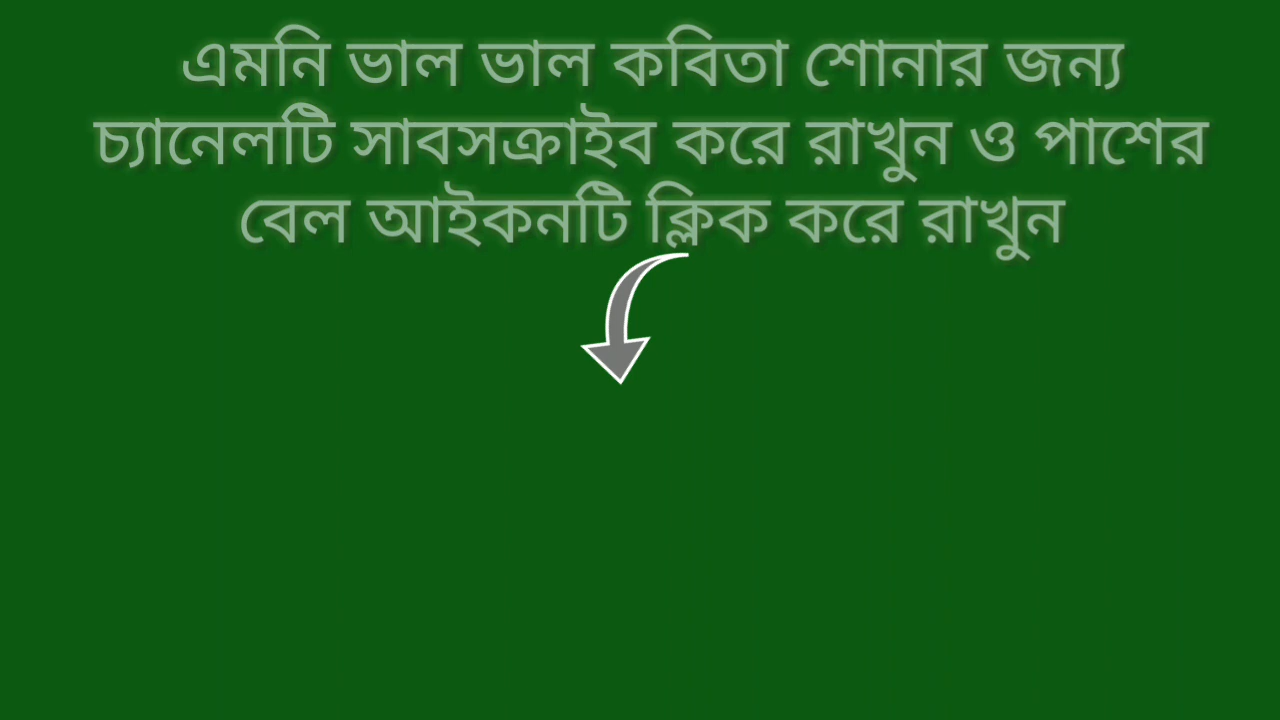 এমনি ভাল ভাল কবিতা শোনার জন্য
চ্যানেলটি সাবসক্রাইব করে রাখুন ও পাশের
বেল আইকনটি ক্লিক করে রাখুন